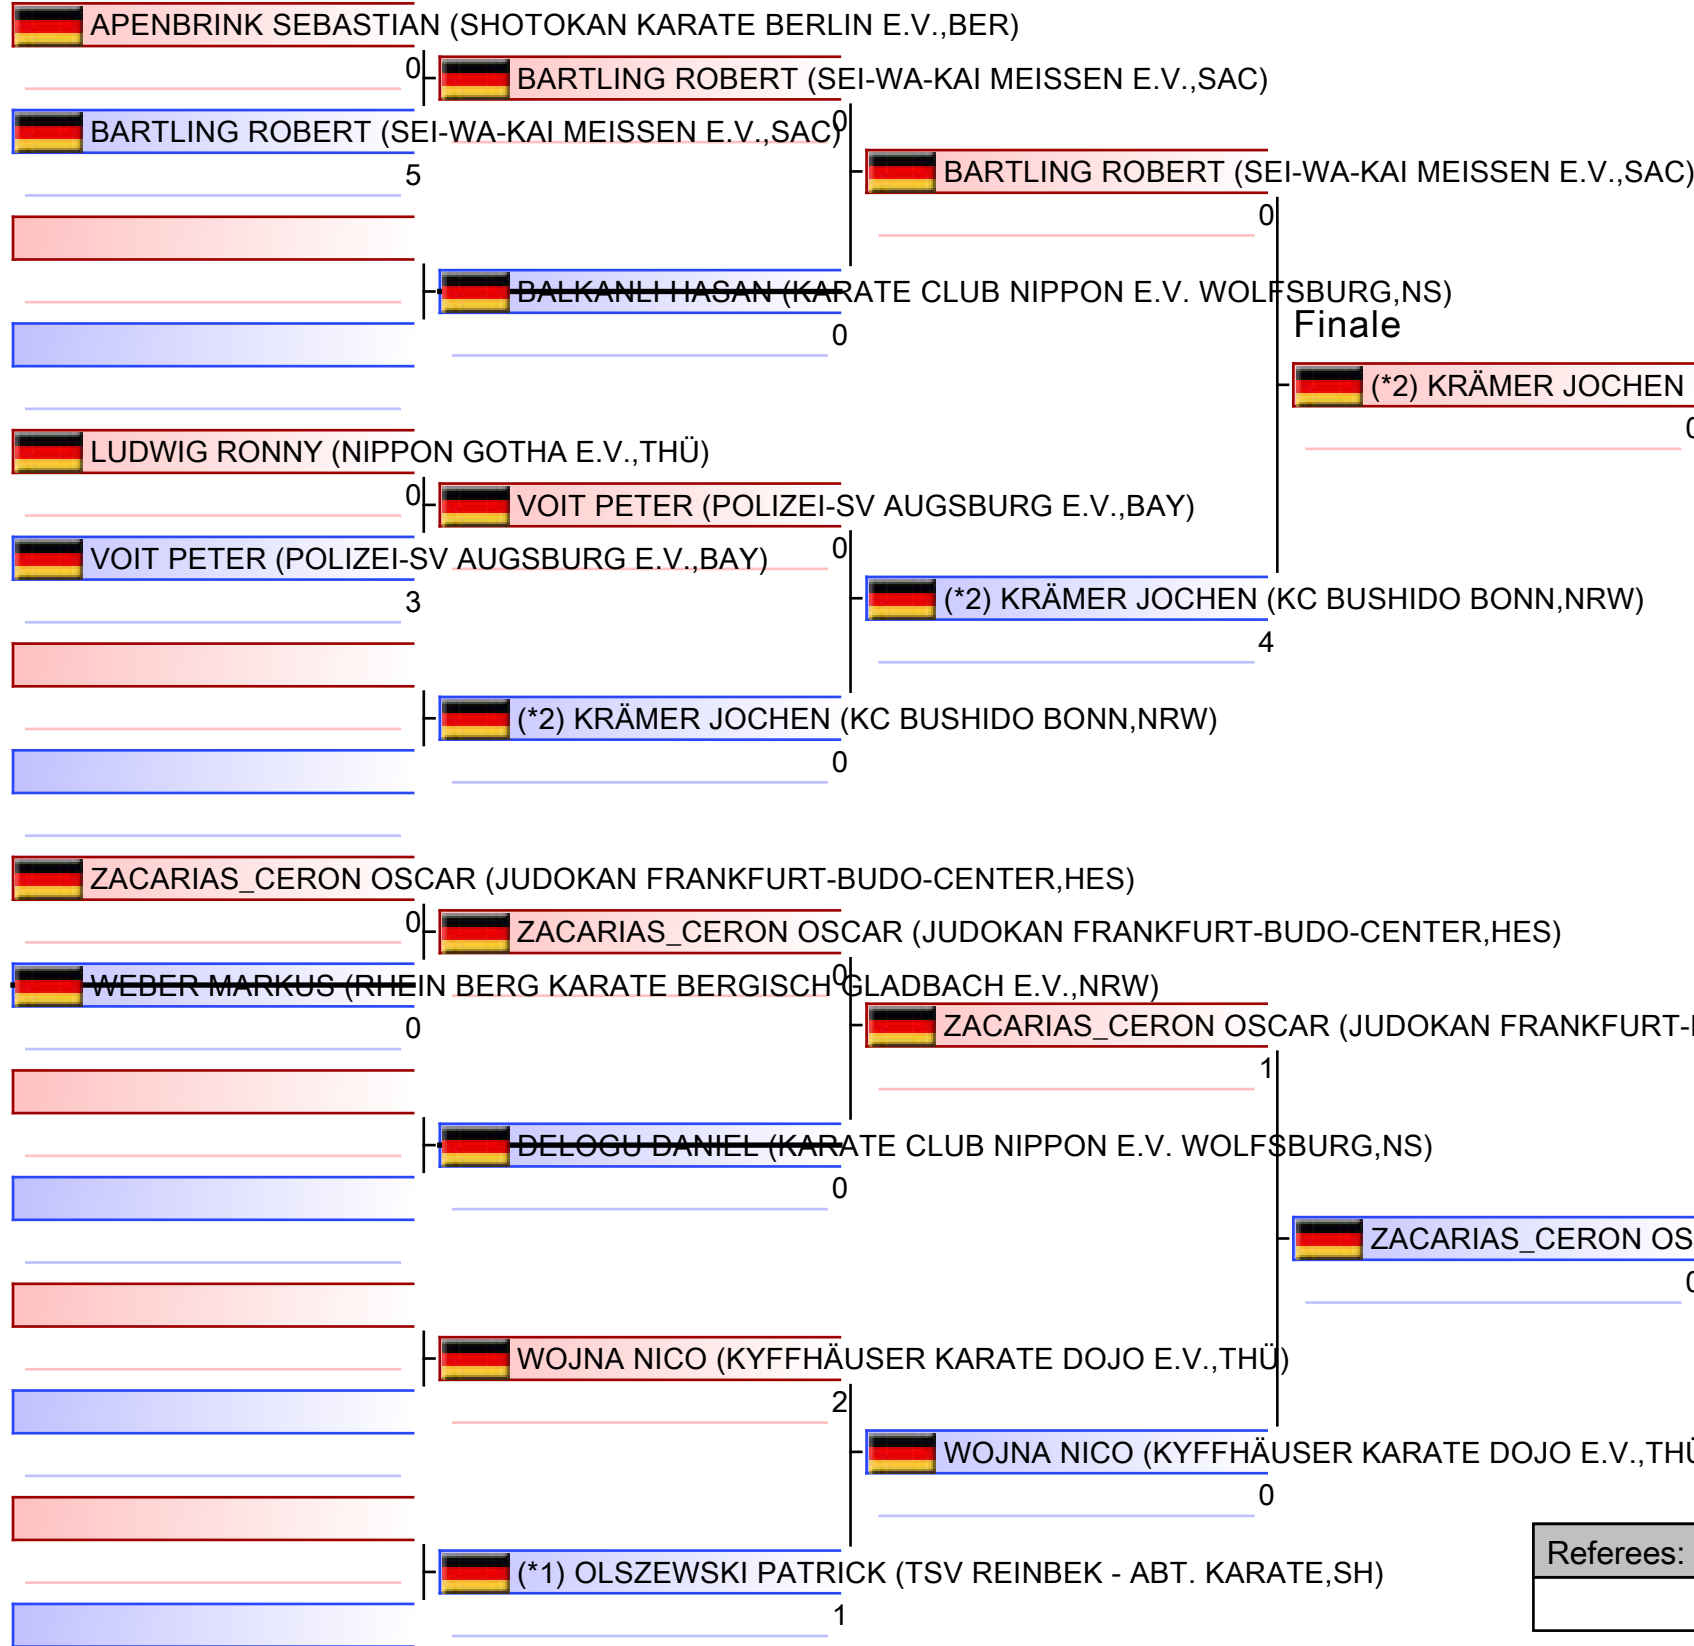 APENBRINK SEBASTIAN (SHOTOKAN KARATE BERLIN E.V.,BER)
0
BARTLING ROBERT (SEI-WA-KAI MEISSEN E.V.,SAC)
0
BARTLING ROBERT (SEI-WA-KAI MEISSEN E.V.,SAC)
5
BARTLING ROBERT (SEI-WA-KAI MEISSEN E.V.,SAC)
0
BALKANLI HASAN (KARATE CLUB NIPPON E.V. WOLFSBURG,NS)
0
Finale
(*2) KRÄMER JOCHEN
0
LUDWIG RONNY (NIPPON GOTHA E.V.,THÜ)
0
VOIT PETER (POLIZEI-SV AUGSBURG E.V.,BAY)
0
VOIT PETER (POLIZEI-SV AUGSBURG E.V.,BAY)
3
(*2) KRÄMER JOCHEN (KC BUSHIDO BONN,NRW)
4
(*2) KRÄMER JOCHEN (KC BUSHIDO BONN,NRW)
0
ZACARIAS_CERON OSCAR (JUDOKAN FRANKFURT-BUDO-CENTER,HES)
0
ZACARIAS_CERON OSCAR (JUDOKAN FRANKFURT-BUDO-CENTER,HES)
0
WEBER MARKUS (RHEIN BERG KARATE BERGISCH GLADBACH E.V.,NRW)
0
ZACARIAS_CERON OSCAR (JUDOKAN FRANKFURT-
1
DELOGU DANIEL (KARATE CLUB NIPPON E.V. WOLFSBURG,NS)
0
ZACARIAS_CERON OS
0
WOJNA NICO (KYFFHÄUSER KARATE DOJO E.V.,THÜ)
2
WOJNA NICO (KYFFHÄUSER KARATE DOJO E.V.,THÜ
0
Referees:
(*1) OLSZEWSKI PATRICK (TSV REINBEK - ABT. KARATE,SH)
1